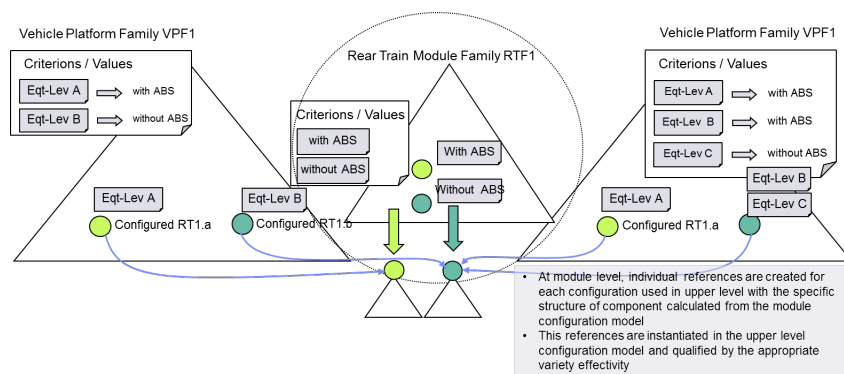 Vehicle Platform Family VPF1
Criterions / Values
Eqt-Lev A
with ABS
Eqt-Lev B
without ABS
Eqt-Lev A
Configured RT1.a
Eqt-Lev B
Configured RT1.b
Rear Train Module Family RTF1
Criterions / Values
with ABS
without ABS
With ABS
Without ABS
Vehicle Platform Family VPF1
Criterions / Values
Eqt-Lev A
with ABS
Eqt-Lev B
with ABS
Eqt-Lev C
without ABS
Eqt-Lev A
Configured RT1.a
Eqt-Lev B
Eqt-Lev C
• At module level, individual references are created for
each configuration used in upper level with the specific
structure of component calculated from the module
configuration model
• This references are instantiated in the upper level
configuration model and qualified by the appropriate
variety effectivity